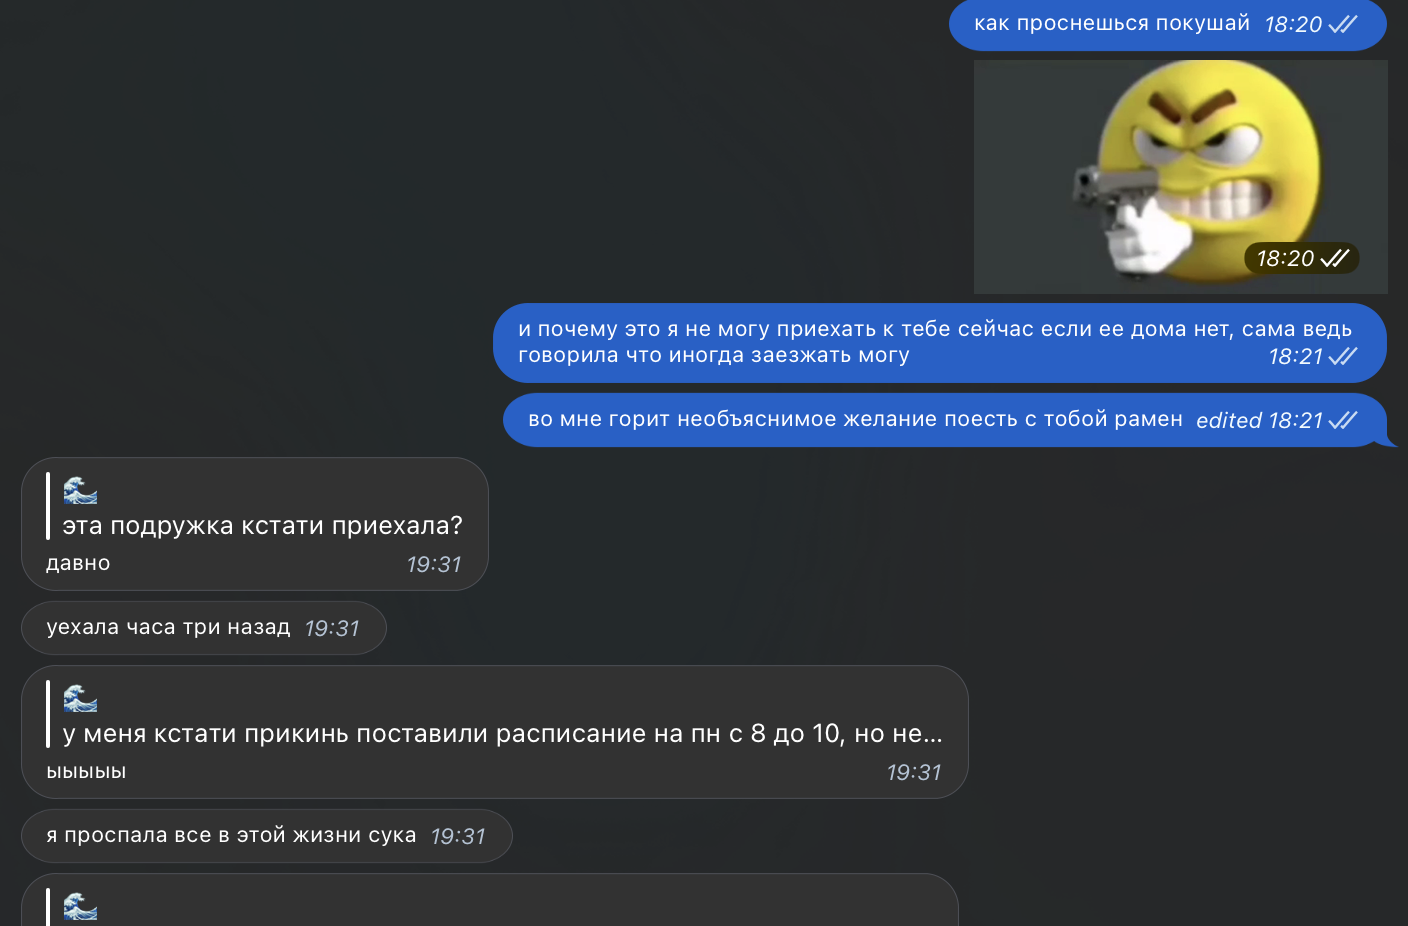 как проснешься покушай 18:20
18:20
и почему это я не могу приехать к тебе сейчас если ее дома нет, сама ведь
говорила что иногда заезжать могу 18:21
во мне горит необъяснимое желание поесть с тобой рамен edited 18:21
эта подружка кстати приехала?
давно 19:31
уехала часа три назад 19:31
у меня кстати прикинь поставили расписание на пн с 8 до 10, но не...
ыыыыы 19:31
я проспала все в этой жизни сука 19:31